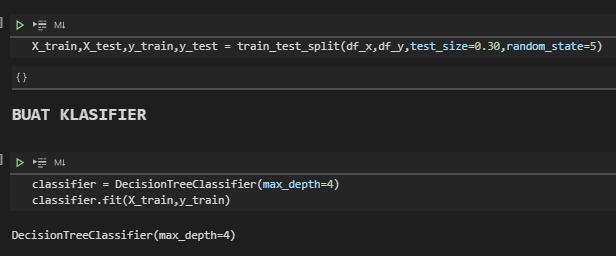 M↓
X_train,X_test,y_train,y_test = train_test_split(df_x,df_y,test_size=0.30,random_state=5)
{}
BUAT KLASIFIER
M↓
classifier = DecisionTreeClassifier(max_depth=4)
classifier.fit(X_train,y_train)
DecisionTreeClassifier(max_depth=4)